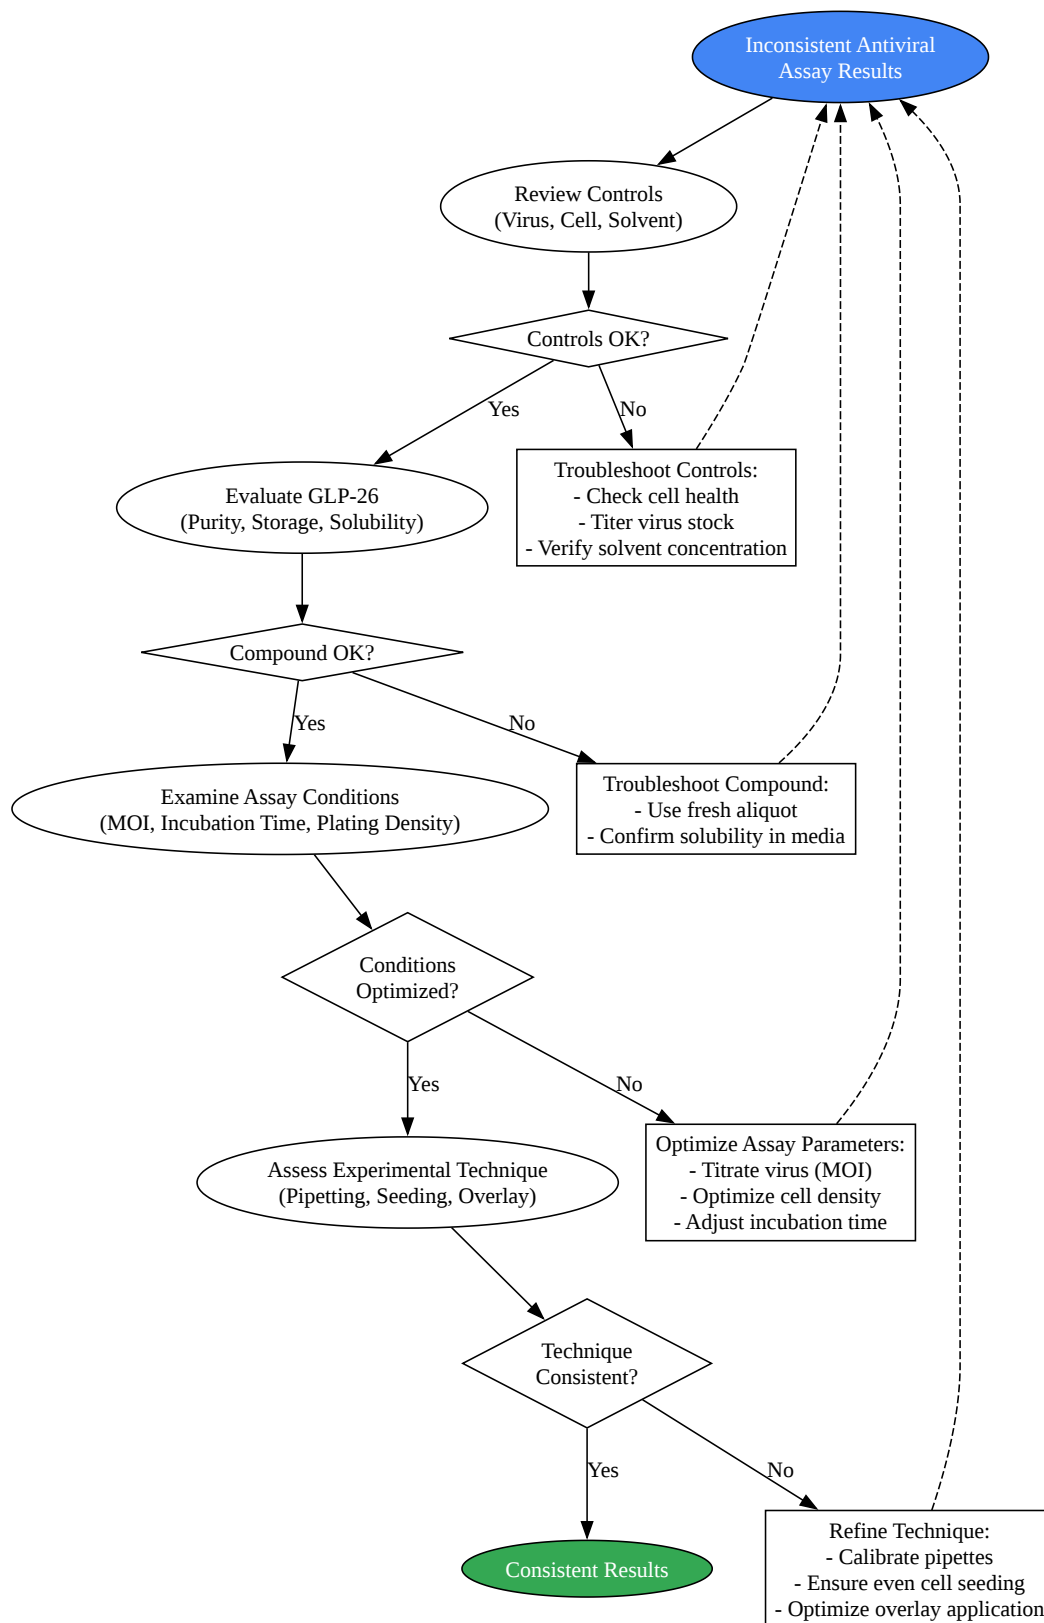 Inconsistent Antiviral
Assay Results
Review Controls
(Virus, Cell, Solvent)
Controls OK?
Yes
No
Evaluate GLP-26
(Purity, Storage, Solubility)
Troubleshoot Controls:
- Check cell health
- Titer virus stock
- Verify solvent concentration
Compound OK?
Yes
No
Examine Assay Conditions
(MOI, Incubation Time, Plating Density)
Troubleshoot Compound:
- Use fresh aliquot
- Confirm solubility in media
Conditions
Optimized?
Yes
No
Assess Experimental Technique
(Pipetting, Seeding, Overlay)
Optimize Assay Parameters:
- Titrate virus (MOI)
- Optimize cell density
- Adjust incubation time
Technique
Consistent?
Yes
No
Consistent Results
Refine Technique:
- Calibrate pipettes
- Ensure even cell seeding
- Optimize overlay application